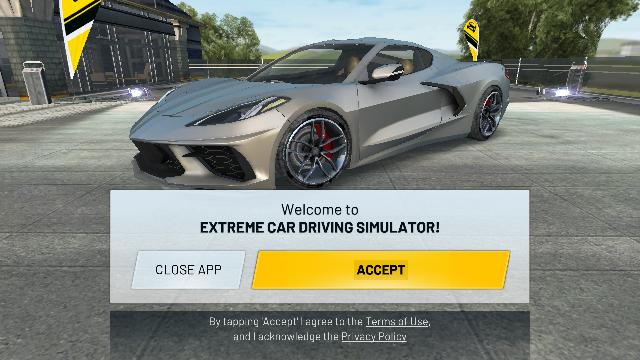 Welcome to
EXTREME CAR DRIVING SIMULATOR!
CLOSE APP
ACCEPT
By tapping 'Accept' I agree to the Terms of Use,
and I acknowledge the Privacy Policy